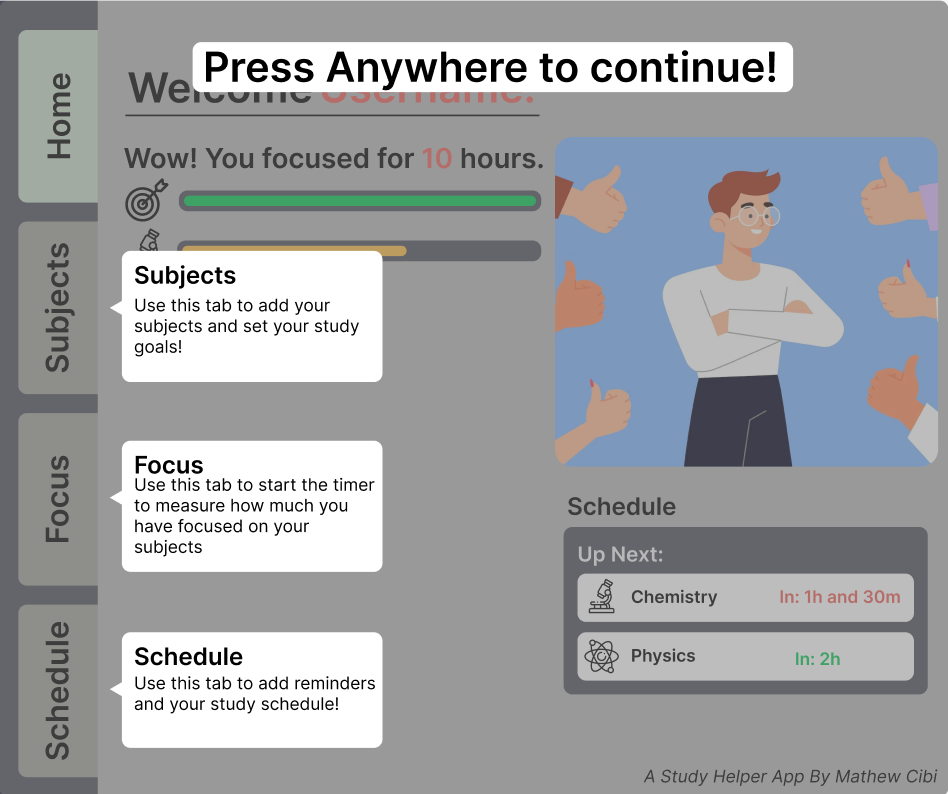 Press Anywhere to continue!
Welcome Username.
Home
Subjects
Focus
Schedule
Wow! You focused for 10 hours.
Subjects
Use this tab to add your
subjects and set your study
goals!
Focus
Use this tab to start the timer
to measure how much you
have focused on your
subjects
Schedule
Use this tab to add reminders
and your study schedule!
Schedule
Up Next:
Chemistry In: 1h and 30m
Physics In: 2h
A Study Helper App By Mathew Cibi